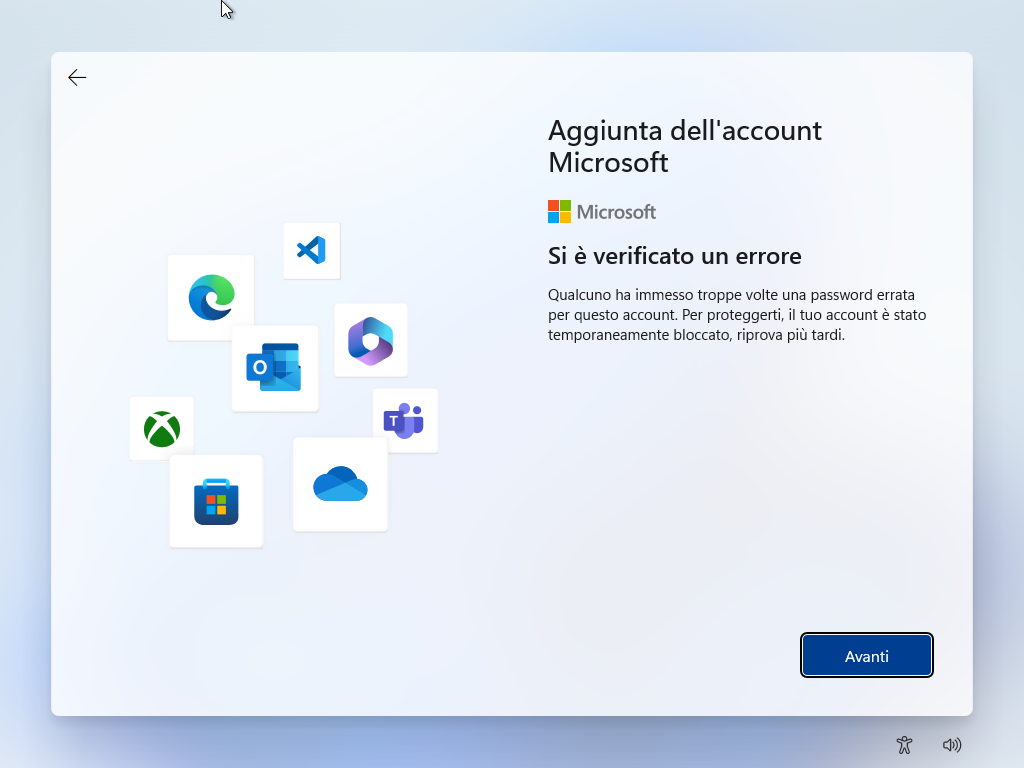 Aggiunta dell'account
Microsoft
Microsoft
Si è verificato un errore
Qualcuno ha immesso troppe volte una password errata
per questo account. Per proteggerti, il tuo account è stato
temporaneamente bloccato, riprova più tardi.
Avanti